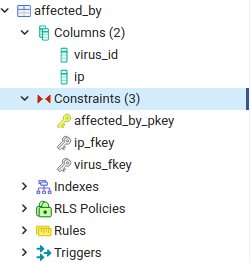 affected_by
Columns (2)
virus_id
ip
Constraints (3)
affected_by_pkey
ip_fkey
virus_fkey
Indexes
RLS Policies
Rules
Triggers